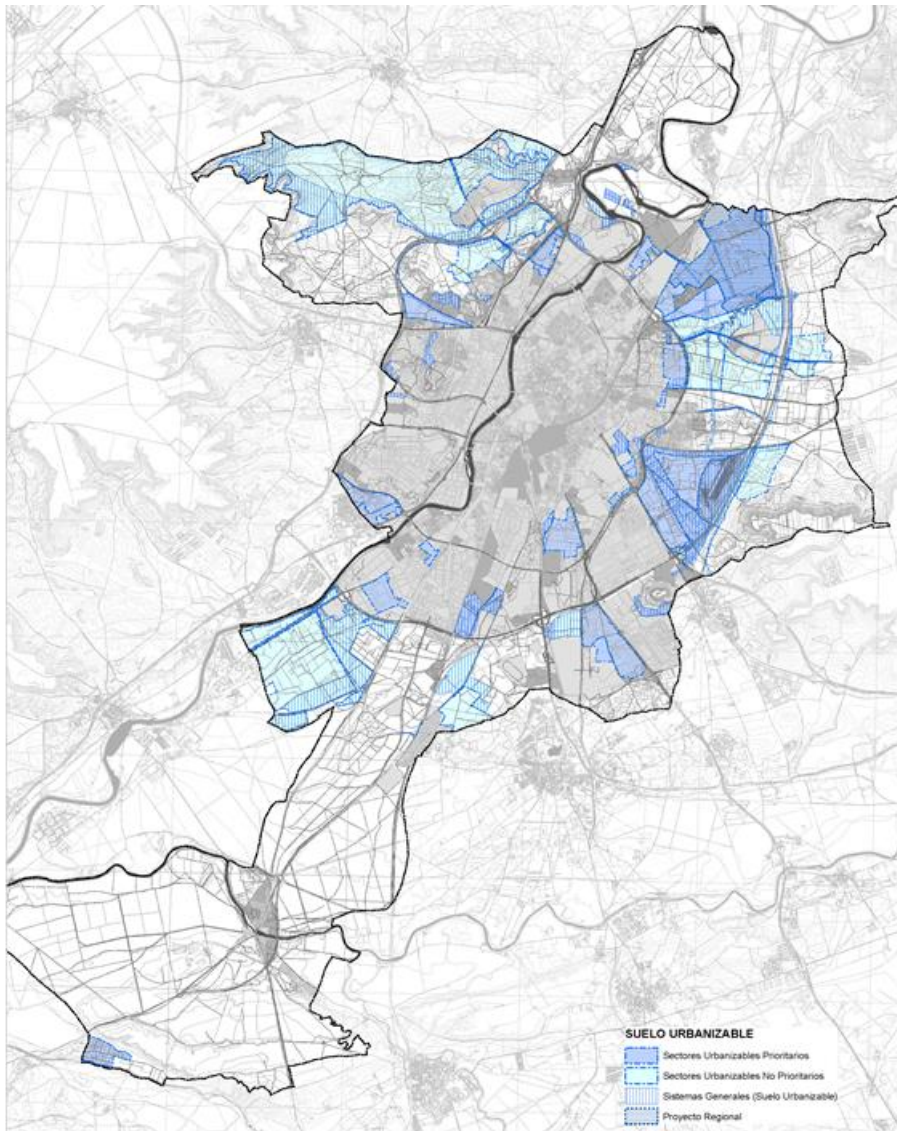 SUELO URBANIZABLE
Sectores Urbanizables Prioritarios
Sectores Urbanizables No Prioritarios
Sistemas Generales (Suelo Urbanizable)
Proyecto Regional